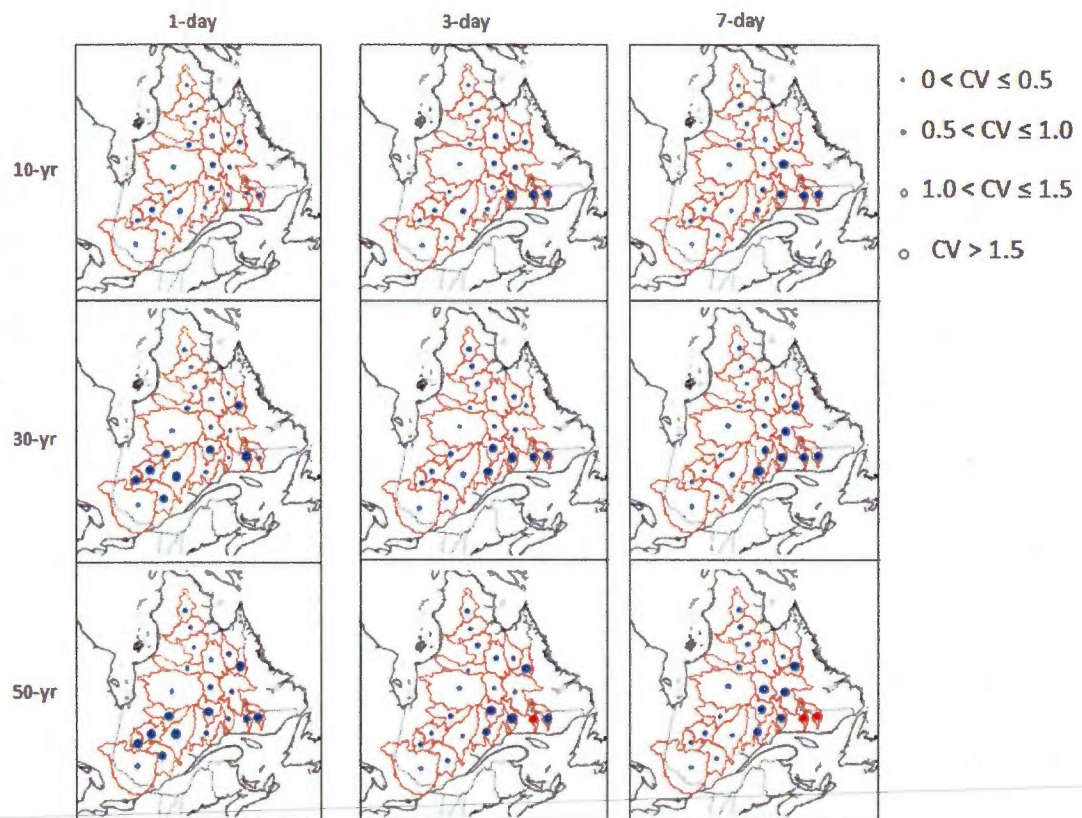 1-day 3-day 7-day
0 < CV ≤ 0.5
0.5 < CV ≤ 1.0
1.0 < CV ≤ 1.5
CV > 1.5
10-yr
30-yr
50-yr